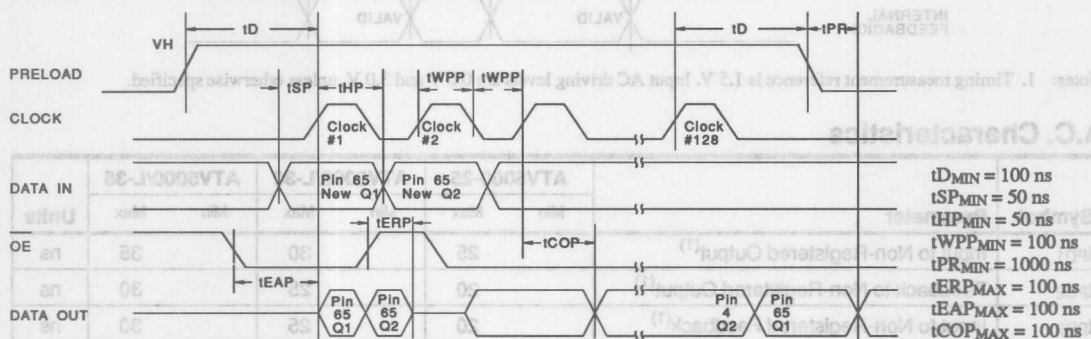 tD
tD
tPR
VH
PRELOAD
tSP
tHP
tWPP
tWPP
CLOCK
Clock #1
Clock #2
Clock #128
DATA IN
Pin 65 New Q1
Pin 65 New Q2
tERP
OE
tCOP
tEAP
DATA OUT
Pin 65 Q1
Pin 65 Q2
Pin 4 Q2
Pin 65 Q1
tDMIN = 100 ns
tSPMIN = 50 ns
tHPMIN = 50 ns
tWPPMIN = 100 ns
tPRMIN = 1000 ns
tERPMAX = 100 ns
tEAPMAX = 100 ns
tCOPMAX = 100 ns